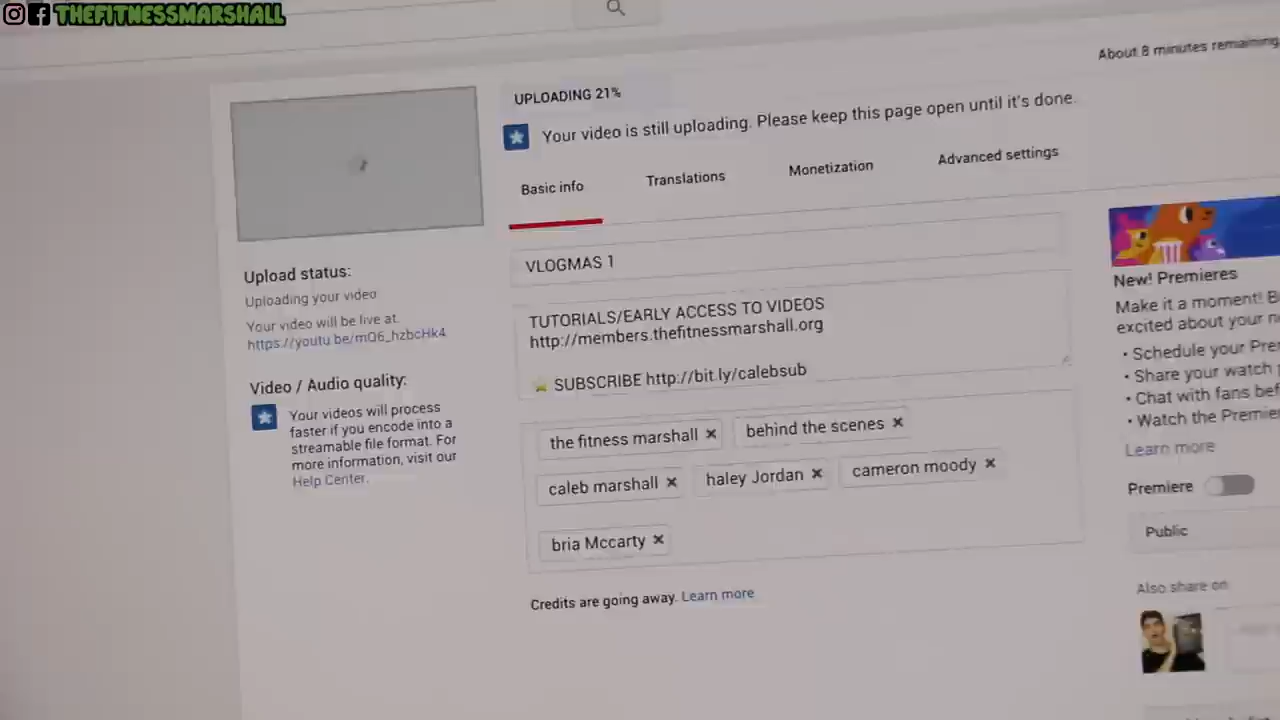 THEFITNESSMARSHALL
About 8 minutes remaining
UPLOADING 21%
Your video is still uploading. Please keep this page open until it's done.
Basic info
Translations
Monetization
Advanced settings
VLOGMAS 1
TUTORIALS/EARLY ACCESS TO VIDEOS
http://members.thefitnessmarshall.org
SUBSCRIBE http://bit.ly/calebsub
the fitness marshall ×
behind the scenes ×
caleb marshall ×
haley Jordan ×
cameron moody ×
bria Mccarty ×
Credits are going away. Learn more
Upload status:
Uploading your video
Your video will be live at:
https://youtu.be/mQ6_hzbcHk4
Video / Audio quality:
Your videos will process
faster if you encode into a
streamable file format. For
more information, visit our
Help Center.
New! Premieres
Make it a moment!
excited about your
• Schedule your
• Share your watch
• Chat with fans
• Watch the
Learn more
Premiere
Public
Also share on